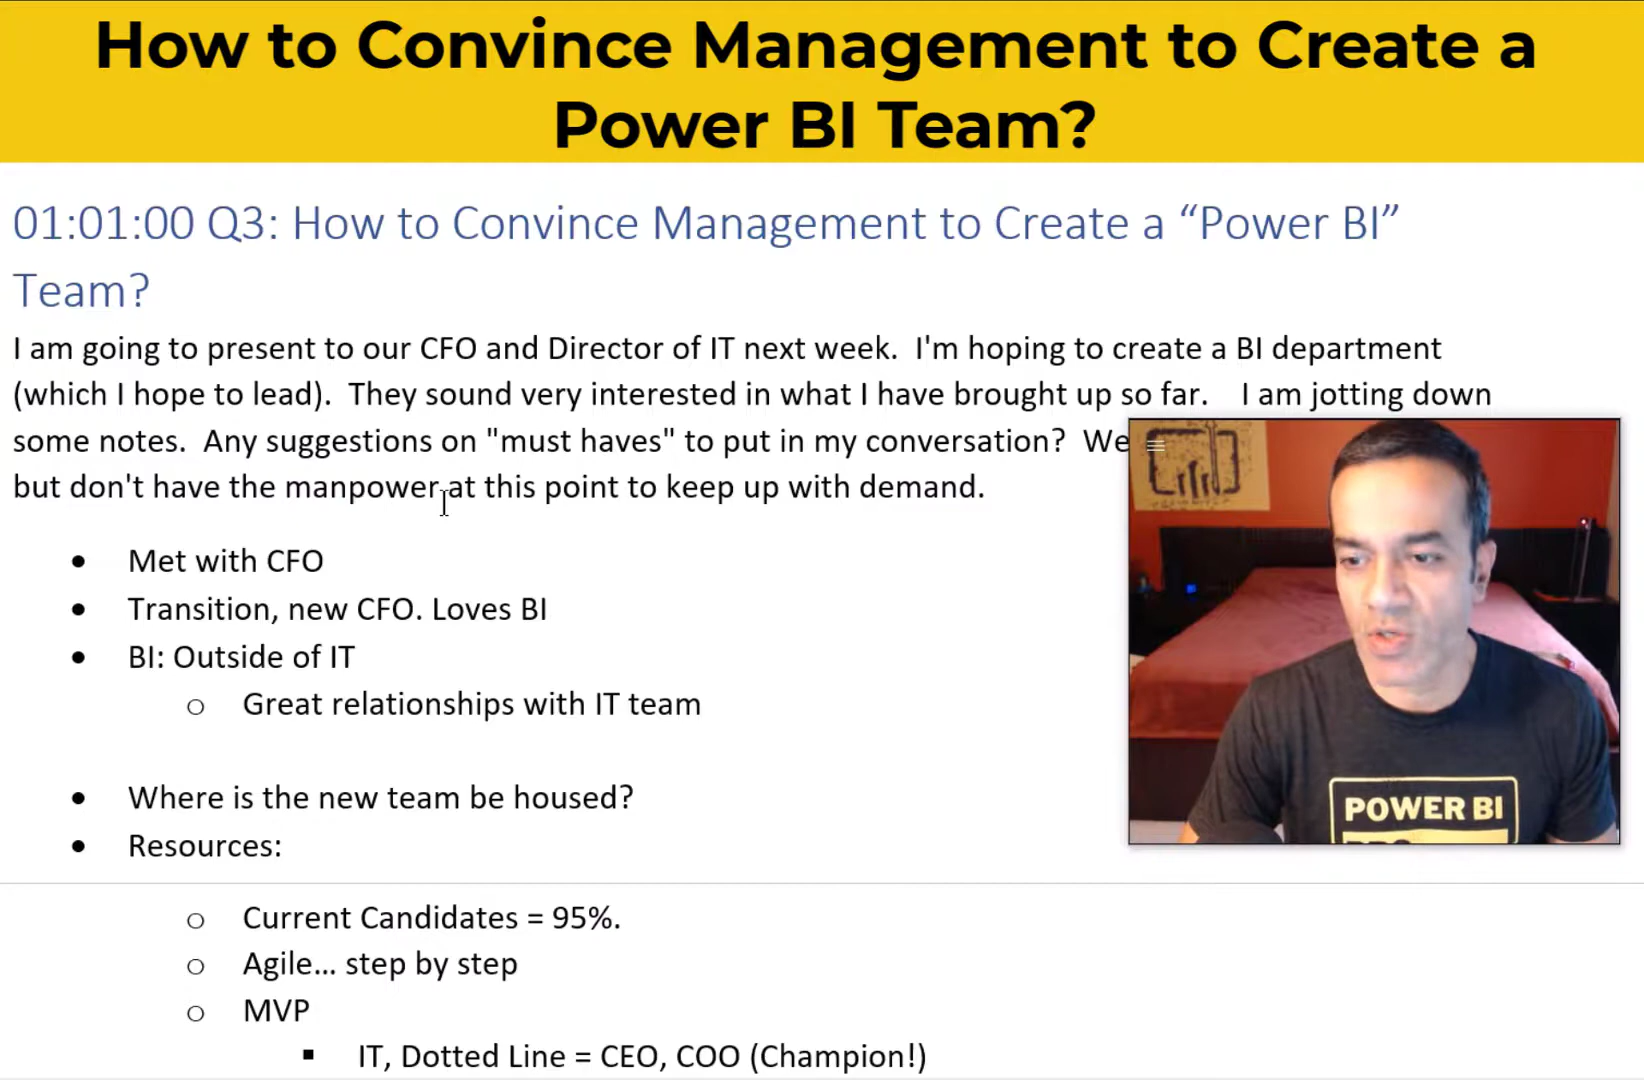 How to Convince Management to Create a
Power BI Team?
01:01:00 Q3: How to Convince Management to Create a “Power BI”
Team?
I am going to present to our CFO and Director of IT next week.  I'm hoping to create a BI department
(which I hope to lead).  They sound very interested in what I have brought up so far.    I am jotting down
some notes.  Any suggestions on "must haves" to put in my conversation?  We
but don't have the manpower at this point to keep up with demand.
• Met with CFO
• Transition, new CFO. Loves BI
• BI: Outside of IT
o Great relationships with IT team
• Where is the new team be housed?
• Resources:
o Current Candidates = 95%.
o Agile... step by step
o MVP
▪ IT, Dotted Line = CEO, COO (Champion!)
POWER BI